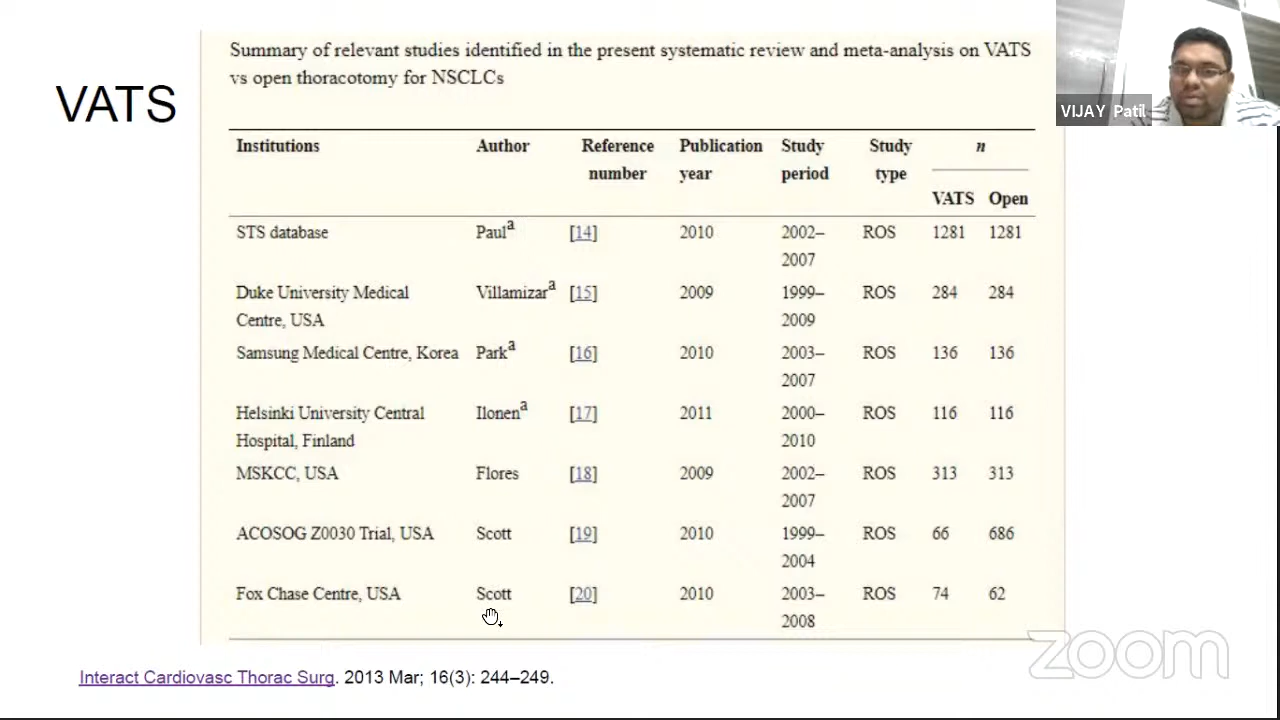 Summary of relevant studies identified in the present systematic review and meta-analysis on VATS
vs open thoracotomy for NSCLCs
VATS
VIJAY Patil
Institutions Author Reference Publication Study Study n
number year period type
VATS Open
STS database Paul^a [14] 2010 2002– ROS 1281 1281
2007
Duke University Medical Villamizar^a [15] 2009 1999– ROS 284 284
Centre, USA 2009
Samsung Medical Centre, Korea Park^a [16] 2010 2003– ROS 136 136
2007
Helsinki University Central Ilonen^a [17] 2011 2000– ROS 116 116
Hospital, Finland 2010
MSKCC, USA Flores [18] 2009 2002– ROS 313 313
2007
ACOSOG Z0030 Trial, USA Scott [19] 2010 1999– ROS 66 686
2004
Fox Chase Centre, USA Scott [20] 2010 2003– ROS 74 62
2008
zoom
Interact Cardiovasc Thorac Surg. 2013 Mar; 16(3): 244–249.